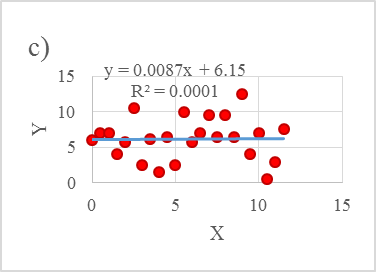 c)
y = 0.0087x + 6.15
R² = 0.0001
15
10
5
0
Y
0 5 10 15
X